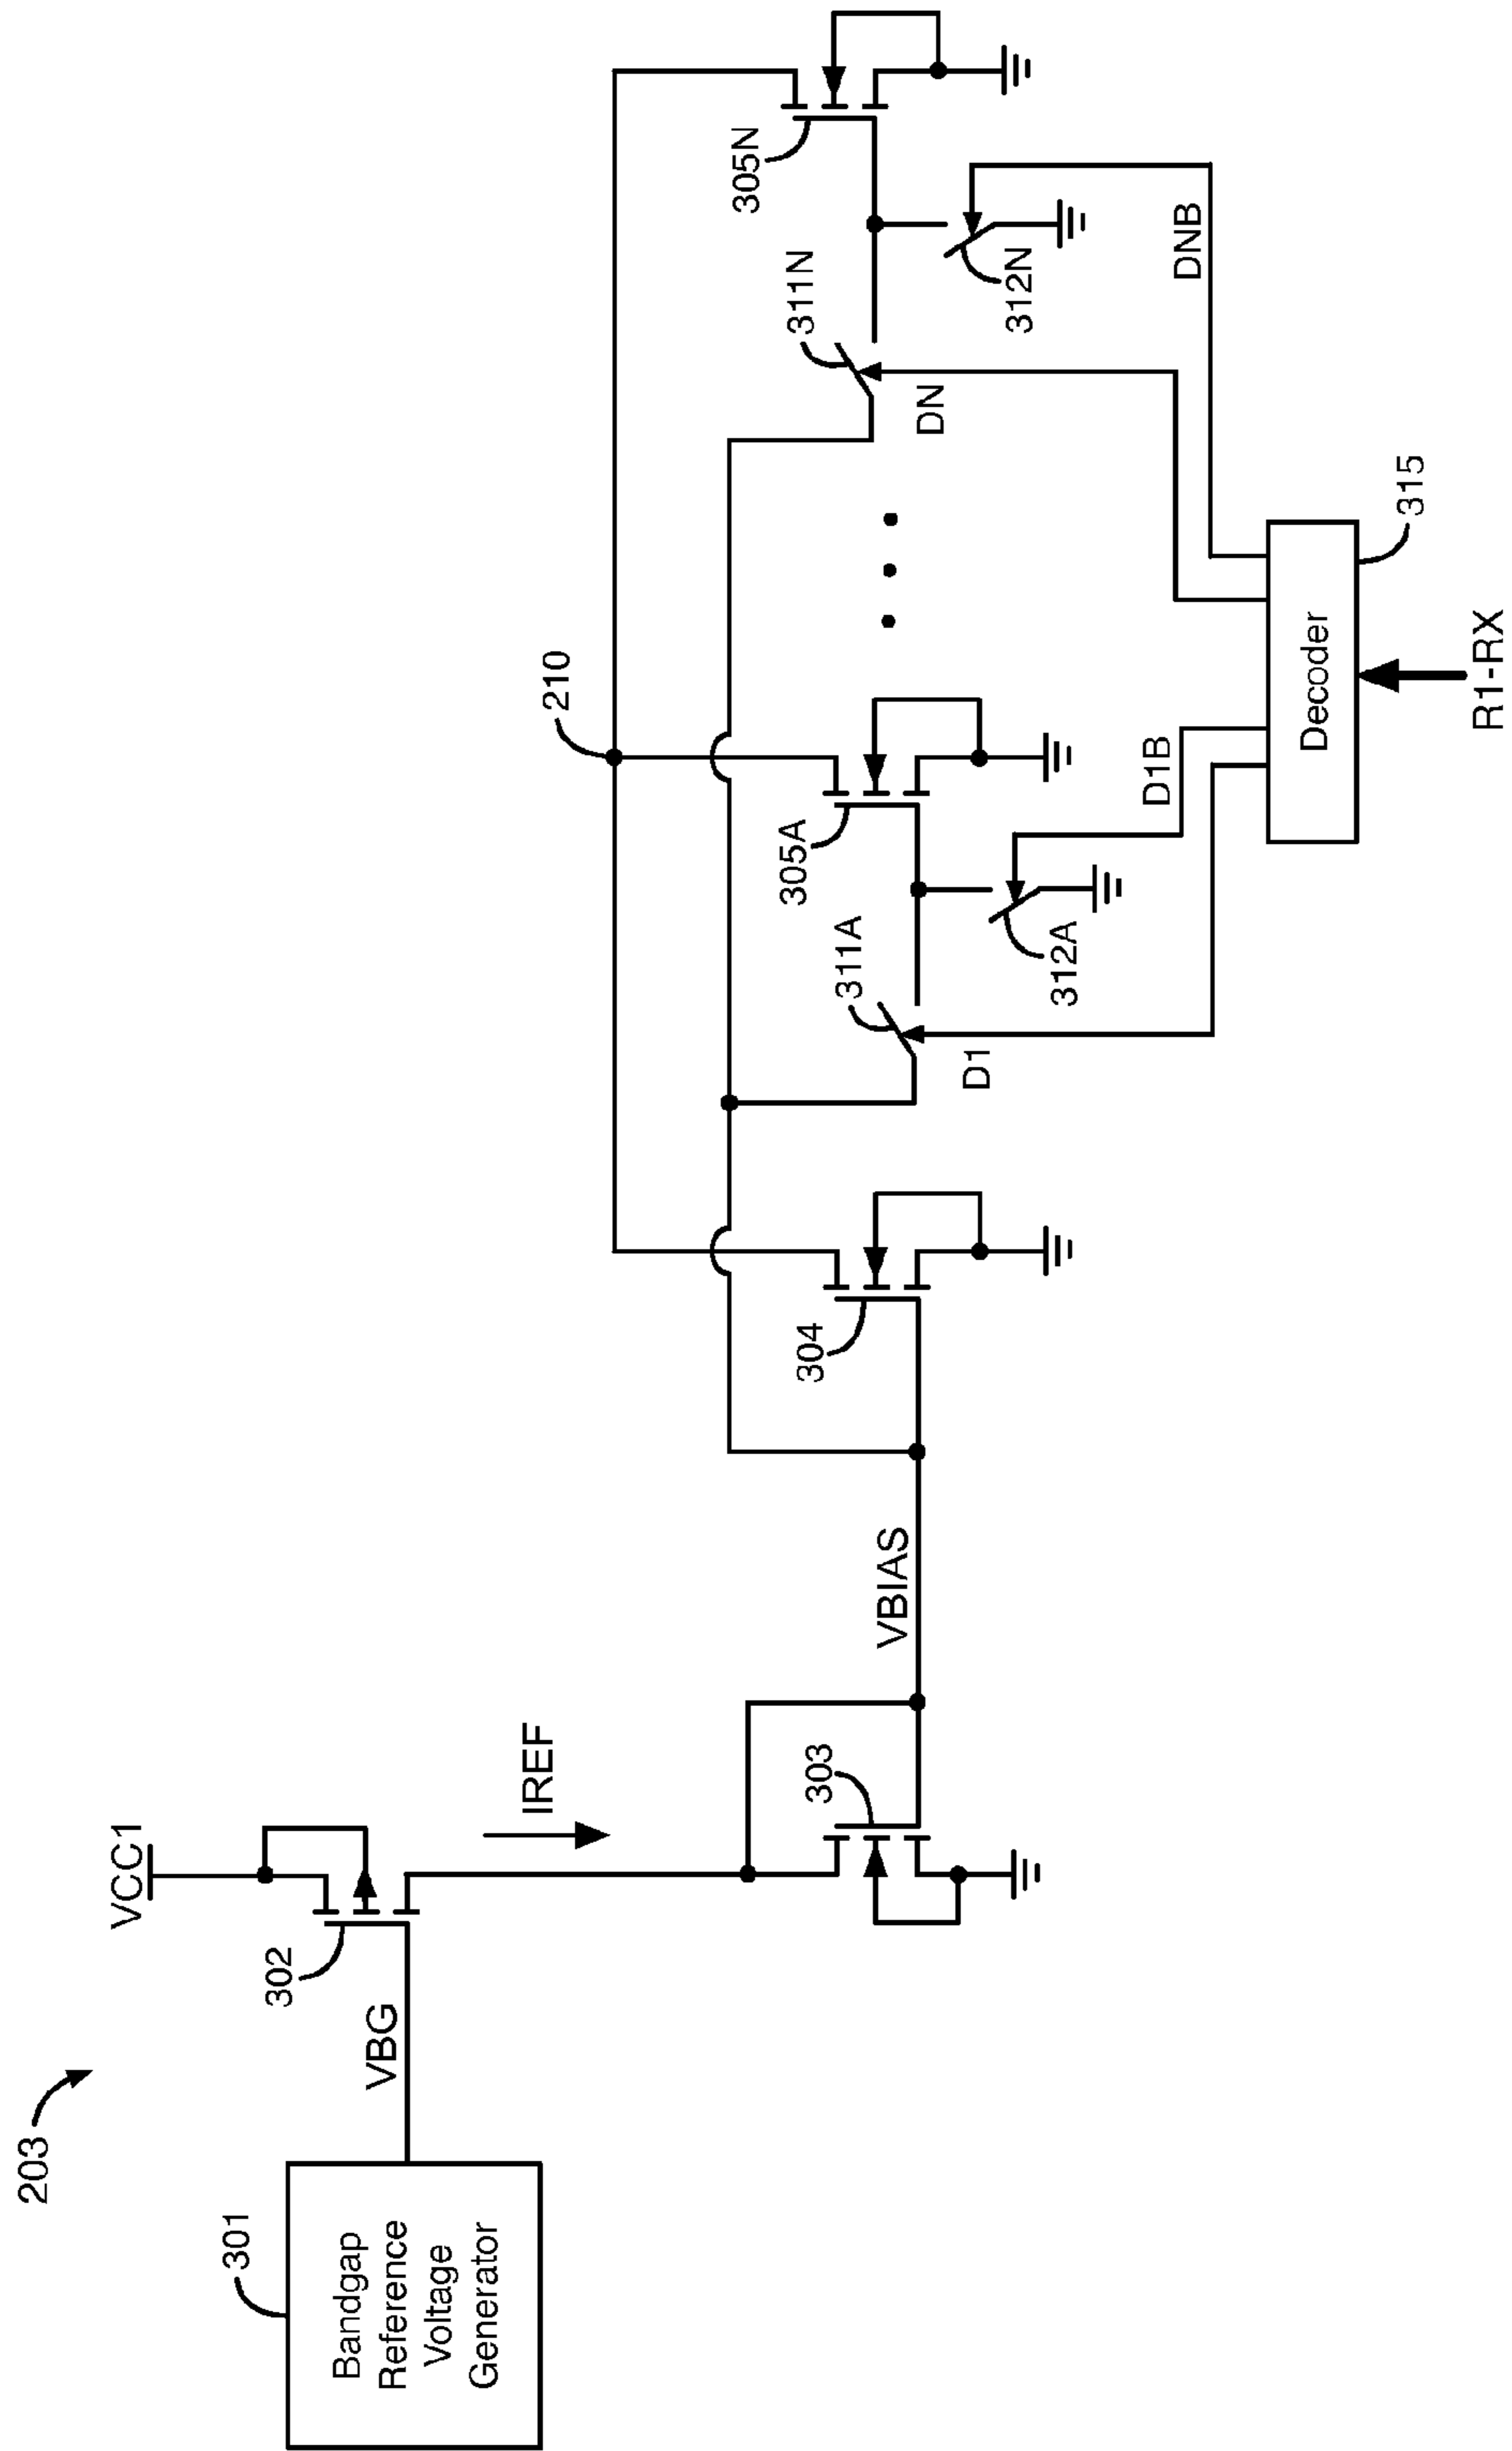 203
301
Bandgap
Reference
Voltage
Generator
VBG
302
VCC1
IREF
303
VBIAS
304
210
311A
D1
305A
312A
D1B
311N
DN
305N
312N
DNB
Decoder
315
R1-RX